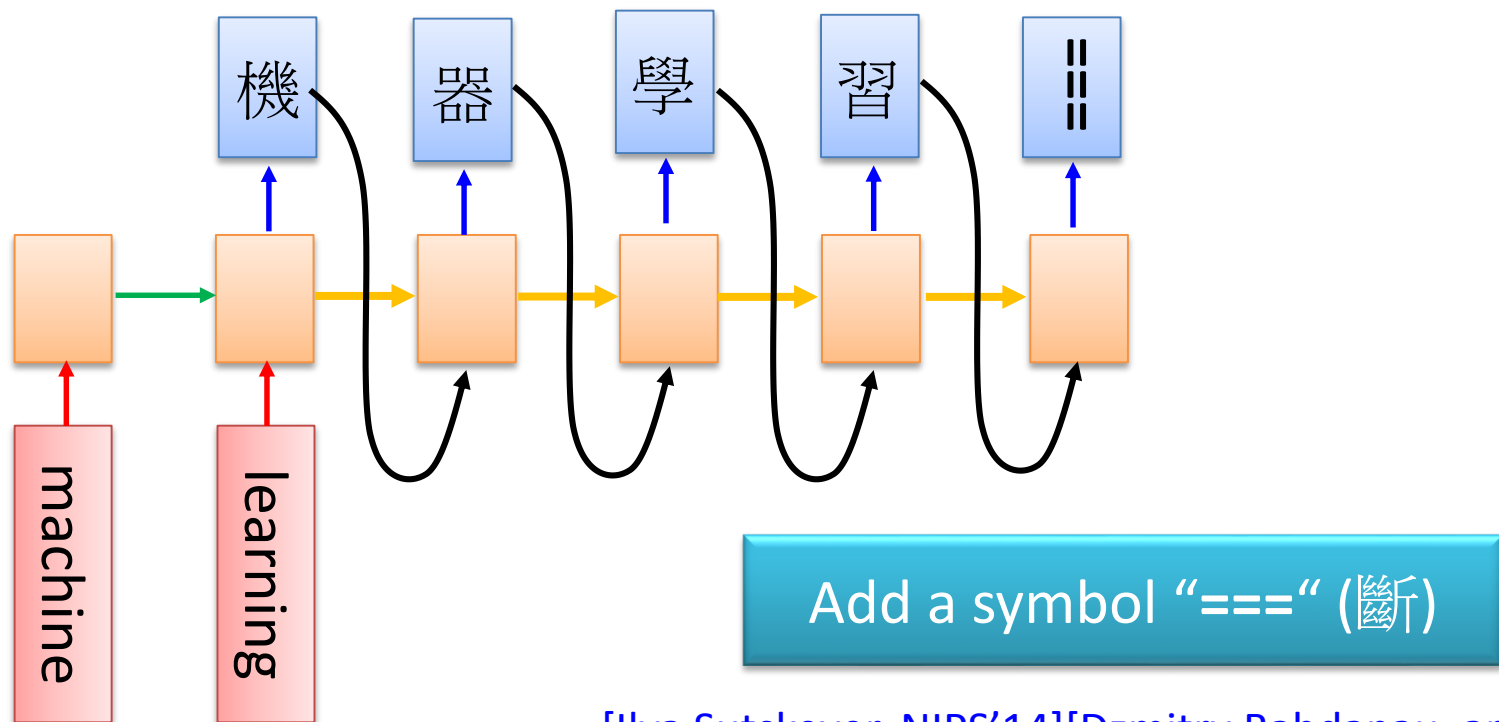 機 器 學 習 ===
machine learning
Add a symbol “===“ (斷)